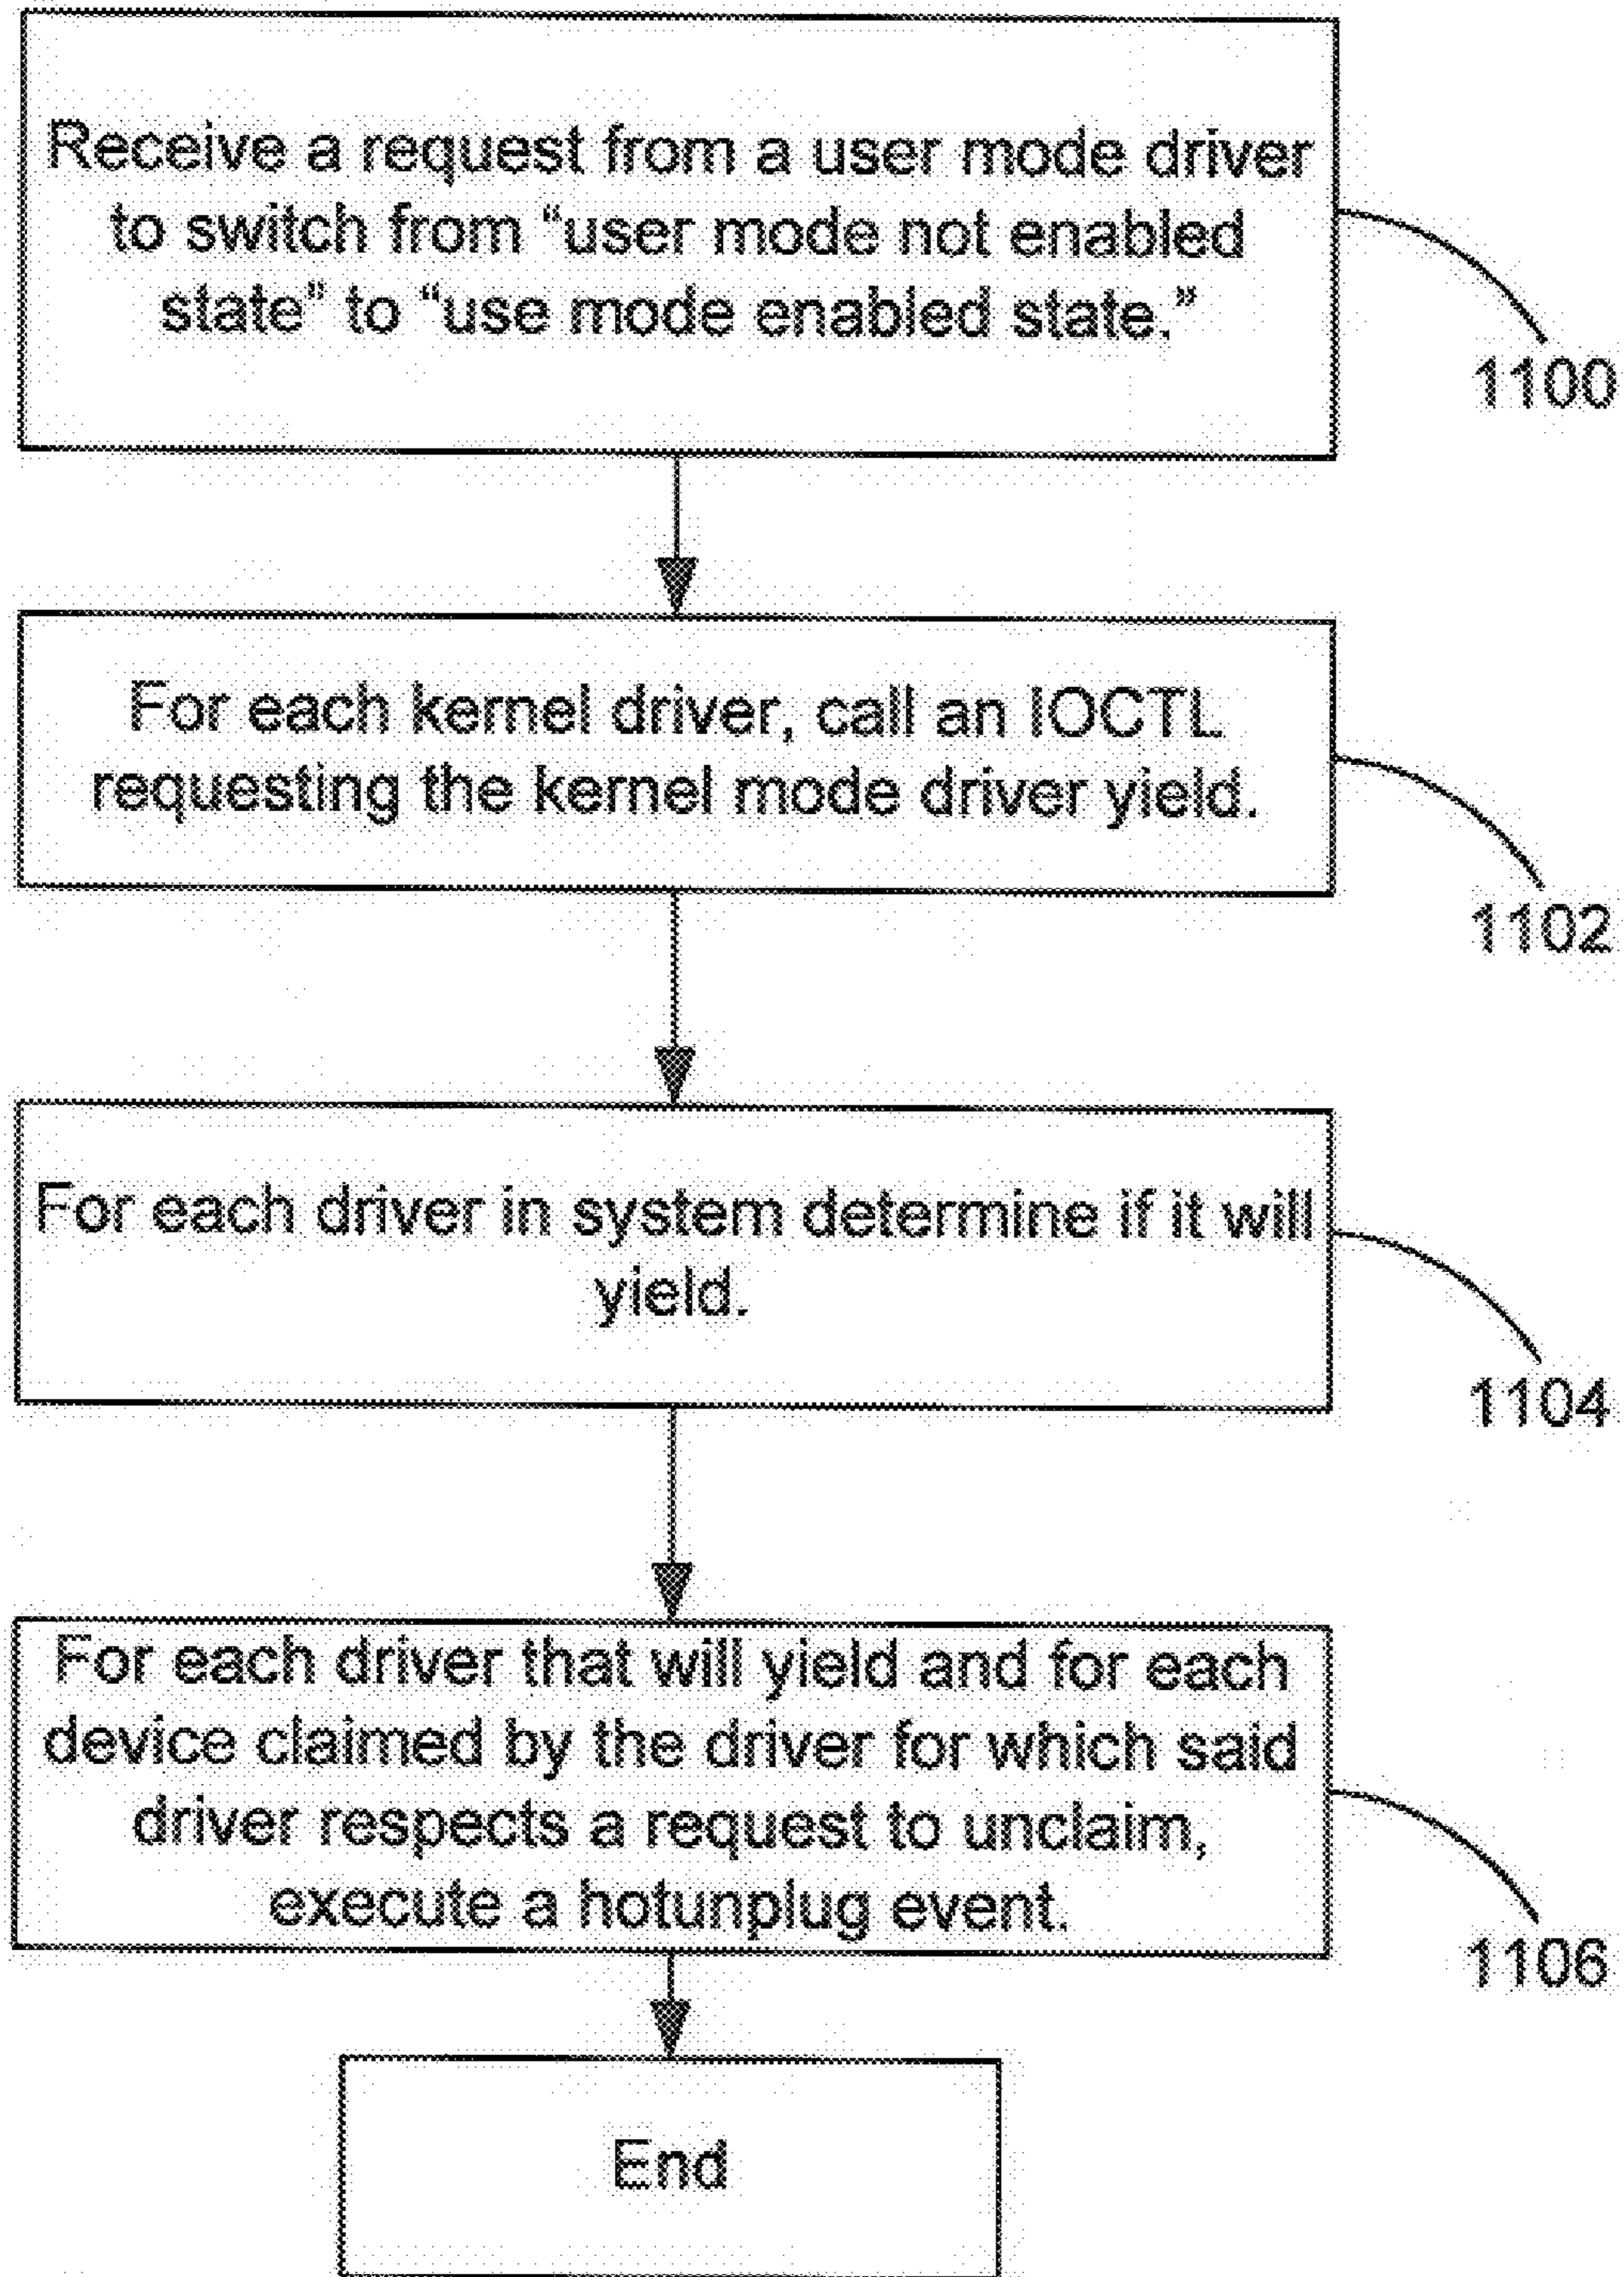 Receive a request from a user mode driver
to switch from “user mode not enabled
state” to “use mode enabled state.”
1100
For each kernel driver, call an IOCTL
requesting the kernel mode driver yield.
1102
For each driver in system determine if it will
yield.
1104
For each driver that will yield and for each
device claimed by the driver for which said
driver respects a request to unclaim,
execute a hotunplug event.
1106
End